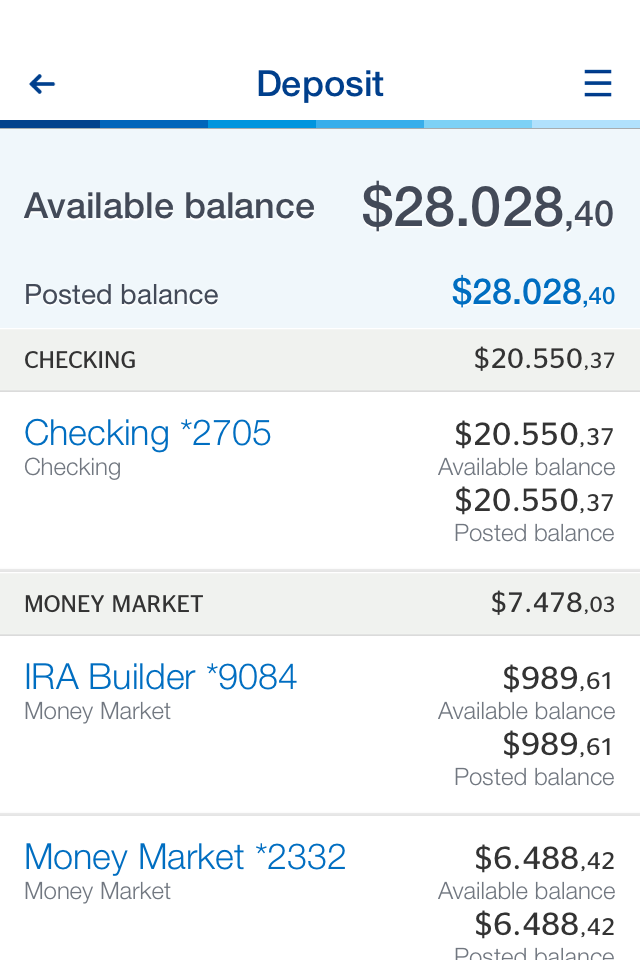 Deposit
Available balance $28.028,40
Posted balance $28.028,40
CHECKING $20.550,37
Checking *2705 $20.550,37
Checking Available balance
$20.550,37
Posted balance
MONEY MARKET $7.478,03
IRA Builder *9084 $989,61
Money Market Available balance
$989,61
Posted balance
Money Market *2332 $6.488,42
Money Market Available balance
$6.488,42
Posted balance